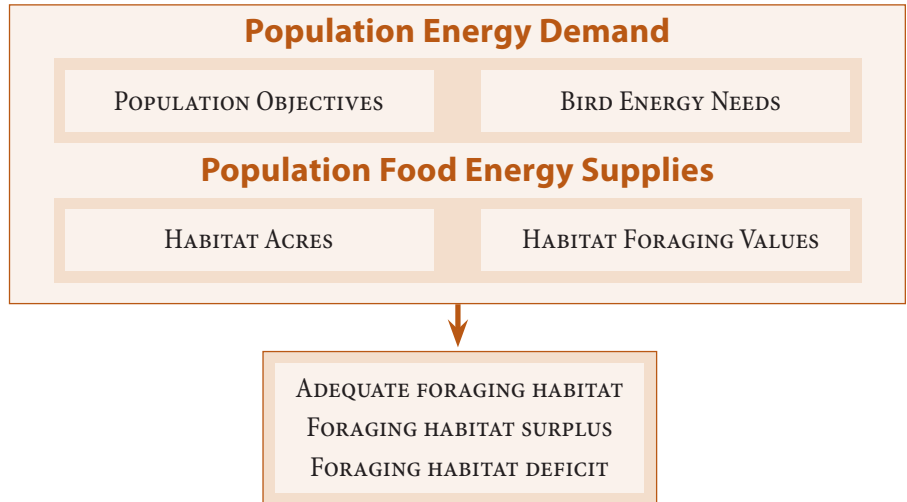 Population Energy Demand
Population Objectives
Bird Energy Needs
Population Food Energy Supplies
Habitat Acres
Habitat Foraging Values
Adequate foraging habitat
Foraging habitat surplus
Foraging habitat deficit